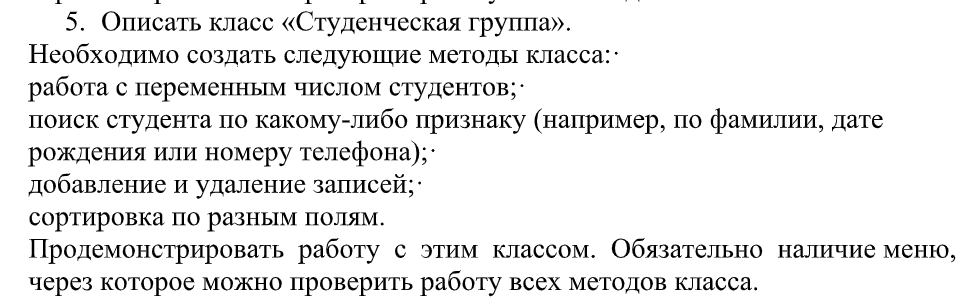 5. Описать класс «Студенческая группа».
Необходимо создать следующие методы класса:·
работа с переменным числом студентов;·
поиск студента по какому-либо признаку (например, по фамилии, дате
рождения или номеру телефона);·
добавление и удаление записей;·
сортировка по разным полям.
Продемонстрировать работу с этим классом. Обязательно наличие меню,
через которое можно проверить работу всех методов класса.